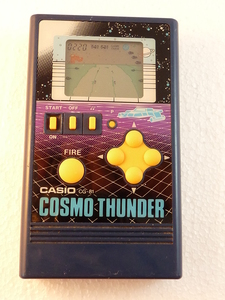 START - OFF
ON
FIRE
CASIO CG-81
COSMO THUNDER